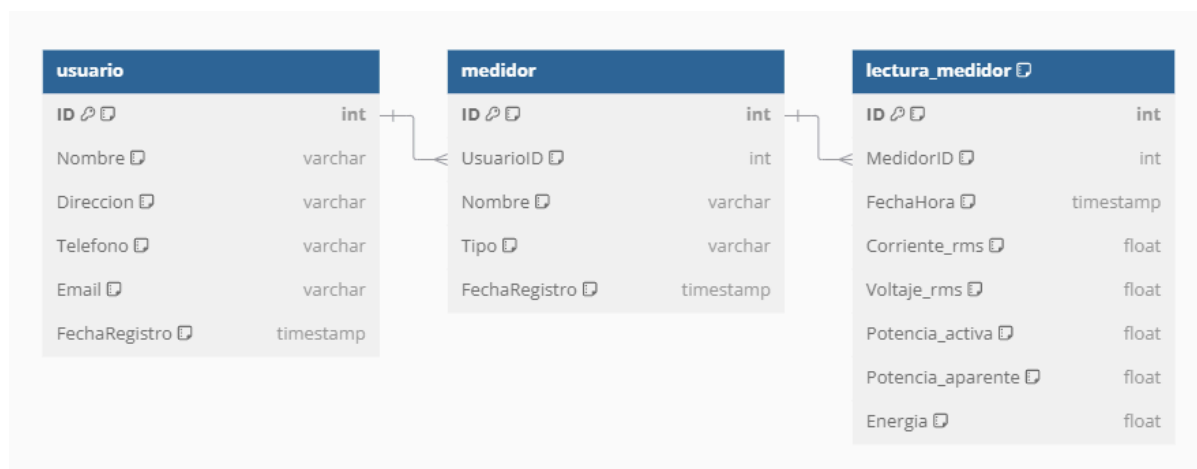 usuario
ID int
Nombre varchar
Direccion varchar
Telefono varchar
Email varchar
FechaRegistro timestamp
medidor
ID int
UsuarioID int
Nombre varchar
Tipo varchar
FechaRegistro timestamp
lectura_medidor
ID int
MedidorID int
FechaHora timestamp
Corriente_rms float
Voltaje_rms float
Potencia_activa float
Potencia_aparente float
Energia float